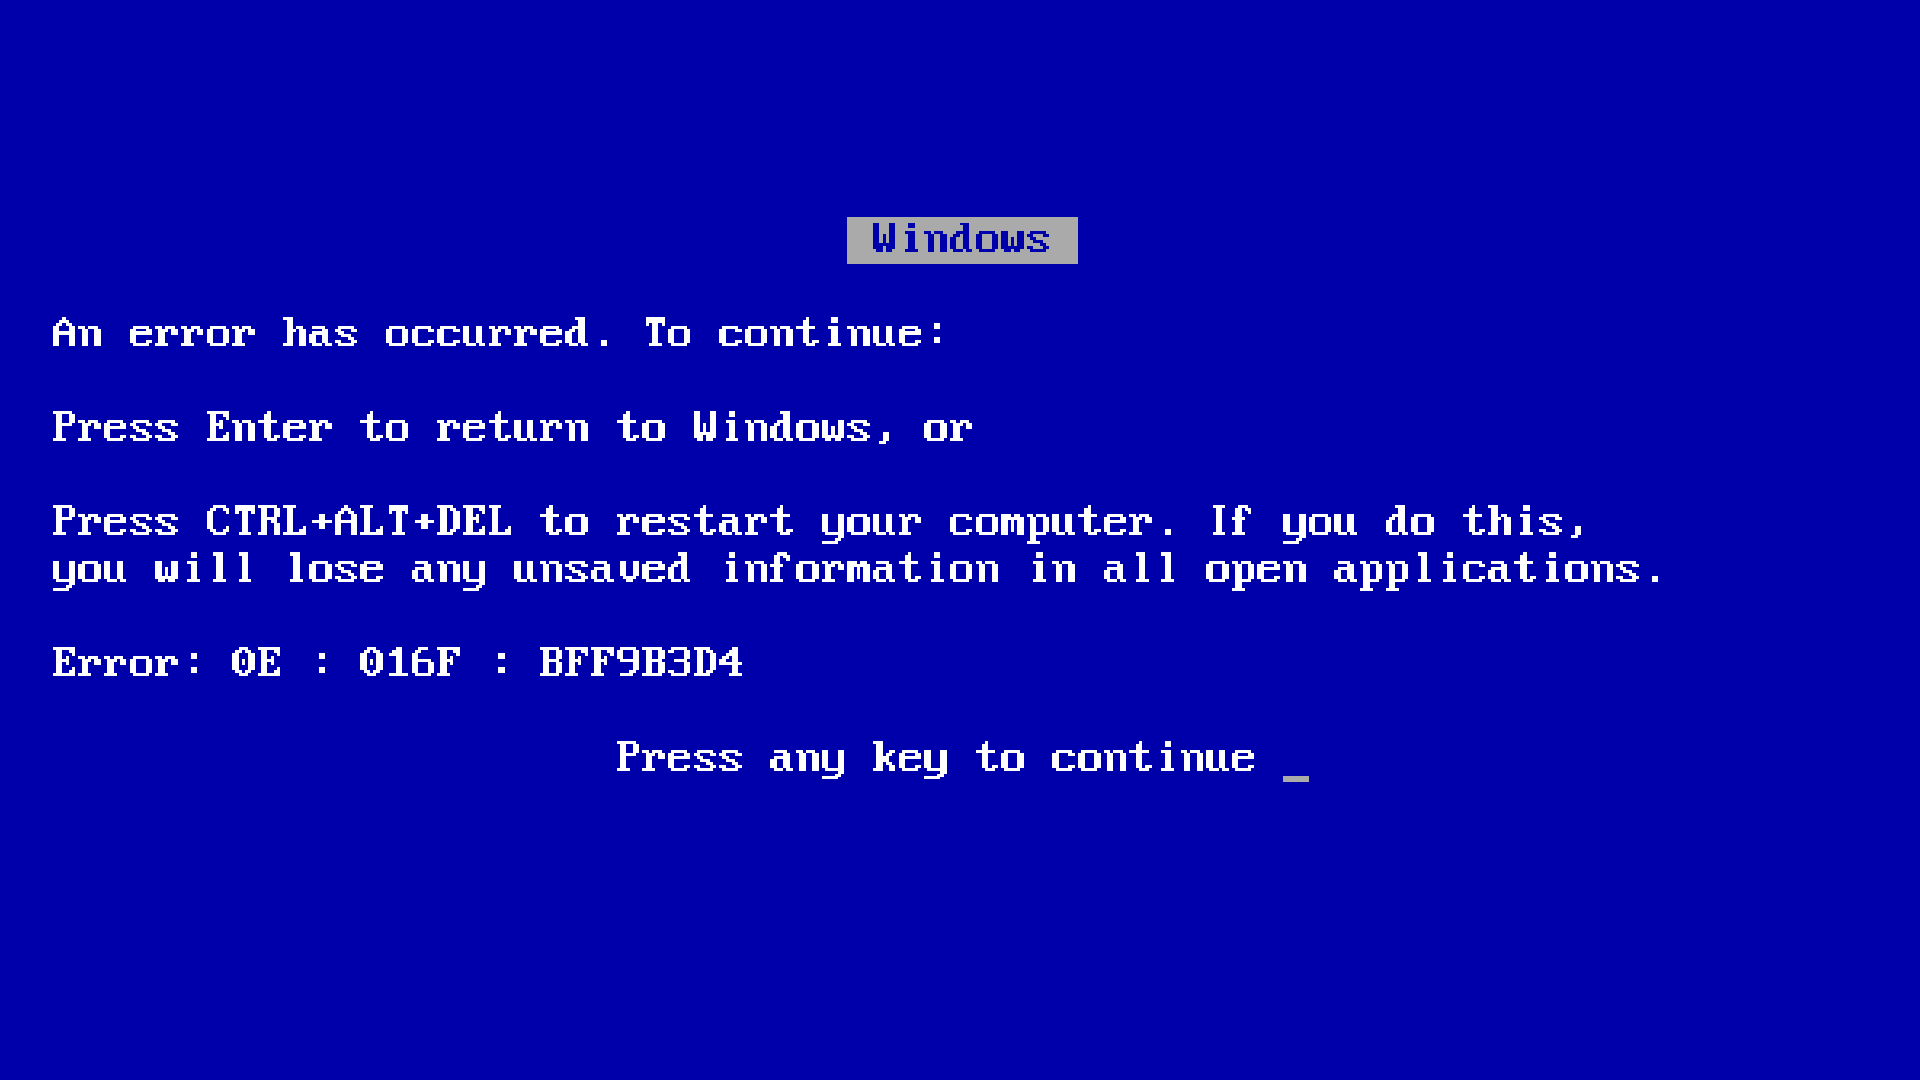 Windows
An error has occurred. To continue:
Press Enter to return to Windows, or
Press CTRL+ALT+DEL to restart your computer. If you do this,
you will lose any unsaved information in all open applications.
Error: 0E : 016F : BFF9B3D4
Press any key to continue _